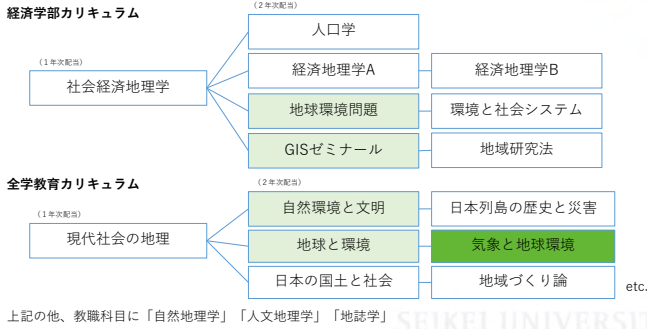 経済学部カリキュラム
(2年次配当)
人口学
(1年次配当)
社会経済地理学
経済地理学A
経済地理学B
地球環境問題
環境と社会システム
GISゼミナール
地域研究法
全学教育カリキュラム
(2年次配当)
(1年次配当)
現代社会の地理
自然環境と文明
日本列島の歴史と災害
地球と環境
気象と地球環境
日本の国土と社会
地域づくり論
etc.
上記の他、教職科目に「自然地理学」「人文地理学」「地誌学」
SEIKEI UNIVERSIT